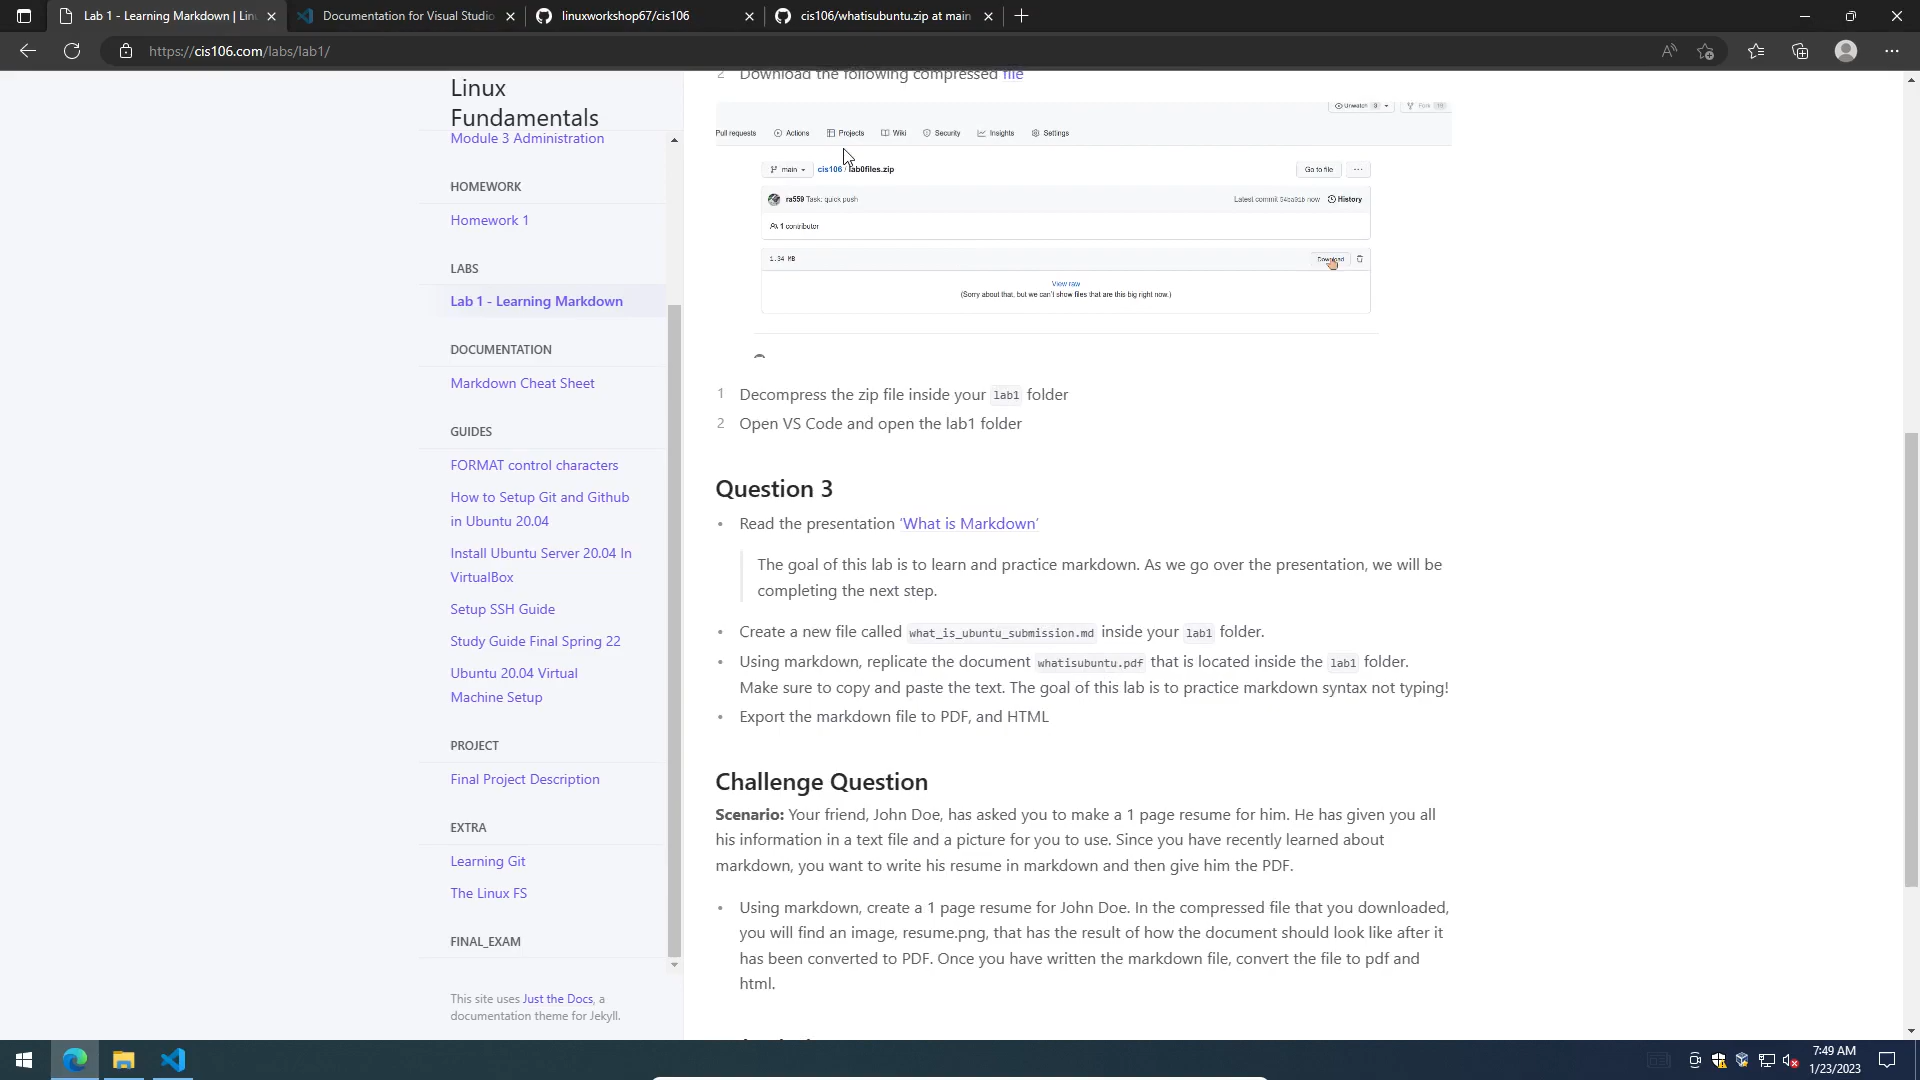 Lab 1 - Learning Markdown | Lin
Documentation for Visual Studio
linuxworkshop67/cis106
cis106/whatisubuntu.zip at main
https://cis106.com/labs/lab1/
Linux
Fundamentals
Module 3 Administration
HOMEWORK
Homework 1
LABS
Lab 1 - Learning Markdown
DOCUMENTATION
Markdown Cheat Sheet
GUIDES
FORMAT control characters
How to Setup Git and Github
in Ubuntu 20.04
Install Ubuntu Server 20.04 In
VirtualBox
Setup SSH Guide
Study Guide Final Spring 22
Ubuntu 20.04 Virtual
Machine Setup
PROJECT
Final Project Description
EXTRA
Learning Git
The Linux FS
FINAL_EXAM
This site uses Just the Docs, a
documentation theme for Jekyll.
2 Download the following compressed file
Unwatch 3 Fork
Pull requests Actions Projects Wiki Security Insights Settings
main cis106 / lab0files.zip Go to file ...
ra559 Task: quick push Latest commit now History
1 contributor
1.34 MB Download
View raw
(Sorry about that, but we can't show files that are this big right now.)
1 Decompress the zip file inside your lab1 folder
2 Open VS Code and open the lab1 folder
Question 3
• Read the presentation 'What is Markdown'
The goal of this lab is to learn and practice markdown. As we go over the presentation, we will be
completing the next step.
• Create a new file called what_is_ubuntu_submission.md inside your lab1 folder.
• Using markdown, replicate the document whatisubuntu.pdf that is located inside the lab1 folder.
Make sure to copy and paste the text. The goal of this lab is to practice markdown syntax not typing!
• Export the markdown file to PDF, and HTML
Challenge Question
Scenario: Your friend, John Doe, has asked you to make a 1 page resume for him. He has given you all
his information in a text file and a picture for you to use. Since you have recently learned about
markdown, you want to write his resume in markdown and then give him the PDF.
• Using markdown, create a 1 page resume for John Doe. In the compressed file that you downloaded,
you will find an image, resume.png, that has the result of how the document should look like after it
has been converted to PDF. Once you have written the markdown file, convert the file to pdf and
html.
7:49 AM
1/23/2023